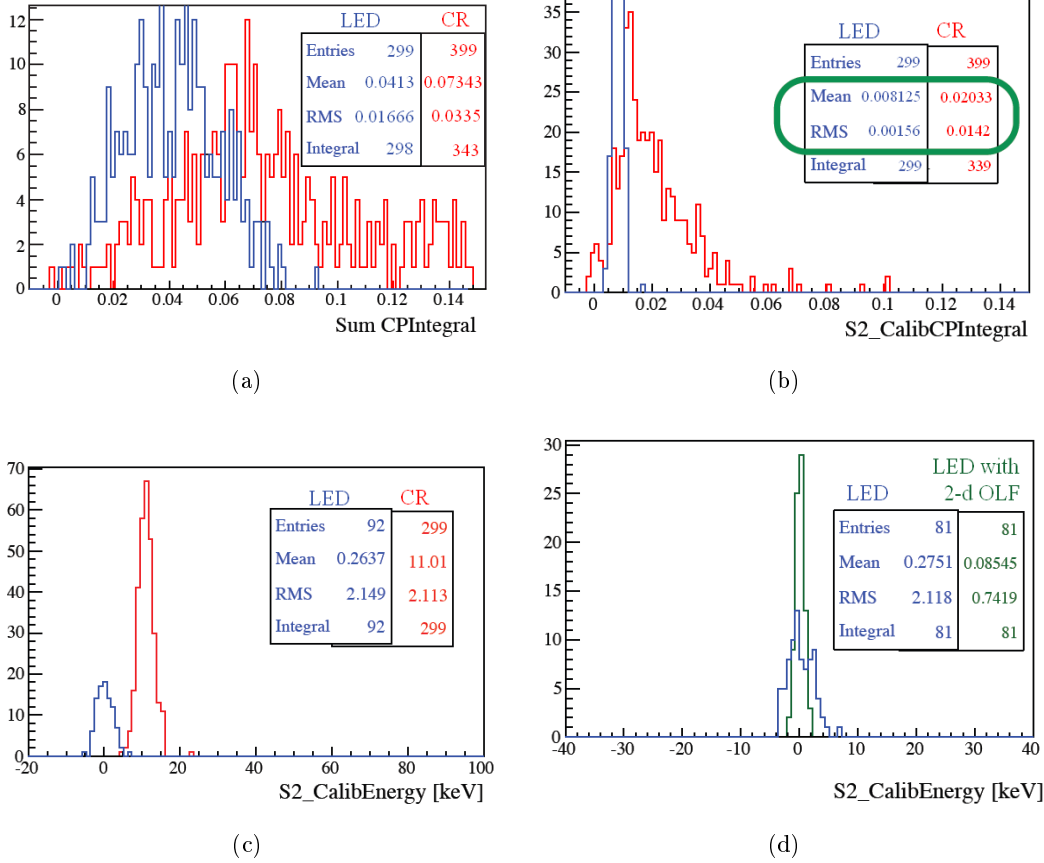 LED CR
Entries 299 399
Mean 0.0413 0.07343
RMS 0.01666 0.0335
Integral 298 343
12
10
8
6
4
2
0
0 0.02 0.04 0.06 0.08 0.1 0.12 0.14
Sum CPIntegral
(a)
LED CR
Entries 299 399
Mean 0.008125 0.02033
RMS 0.00156 0.0142
Integral 299 339
35
30
25
20
15
10
5
0
0 0.02 0.04 0.06 0.08 0.1 0.12 0.14
S2_CalibCPIntegral
(b)
LED CR
Entries 92 299
Mean 0.2637 11.01
RMS 2.149 2.113
Integral 92 299
70
60
50
40
30
20
10
0
-20 0 20 40 60 80 100
S2_CalibEnergy [keV]
(c)
LED with
LED 2-d OLF
Entries 81 81
Mean 0.2751 0.08545
RMS 2.118 0.7419
Integral 81 81
30
25
20
15
10
5
0
-40 -30 -20 -10 0 10 20 30 40
S2_CalibEnergy [keV]
(d)